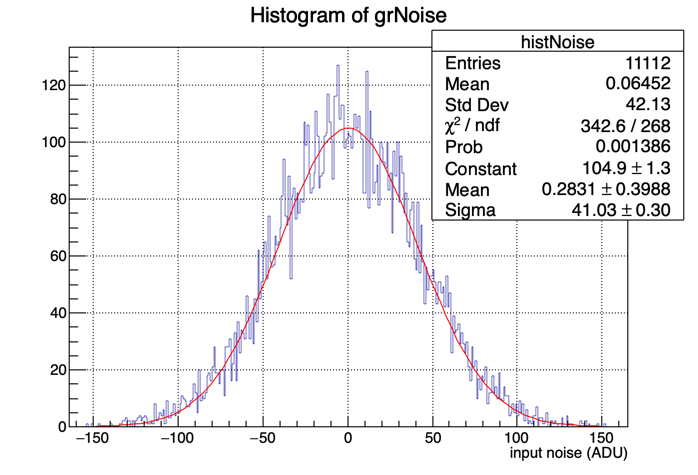 Histogram of grNoise
histNoise
Entries 11112
Mean 0.06452
Std Dev 42.13
χ² / ndf 342.6 / 268
Prob 0.001386
Constant 104.9 ± 1.3
Mean 0.2831 ± 0.3988
Sigma 41.03 ± 0.30
120
100
80
60
40
20
0
−150 −100 −50 0 50 100 150
input noise (ADU)